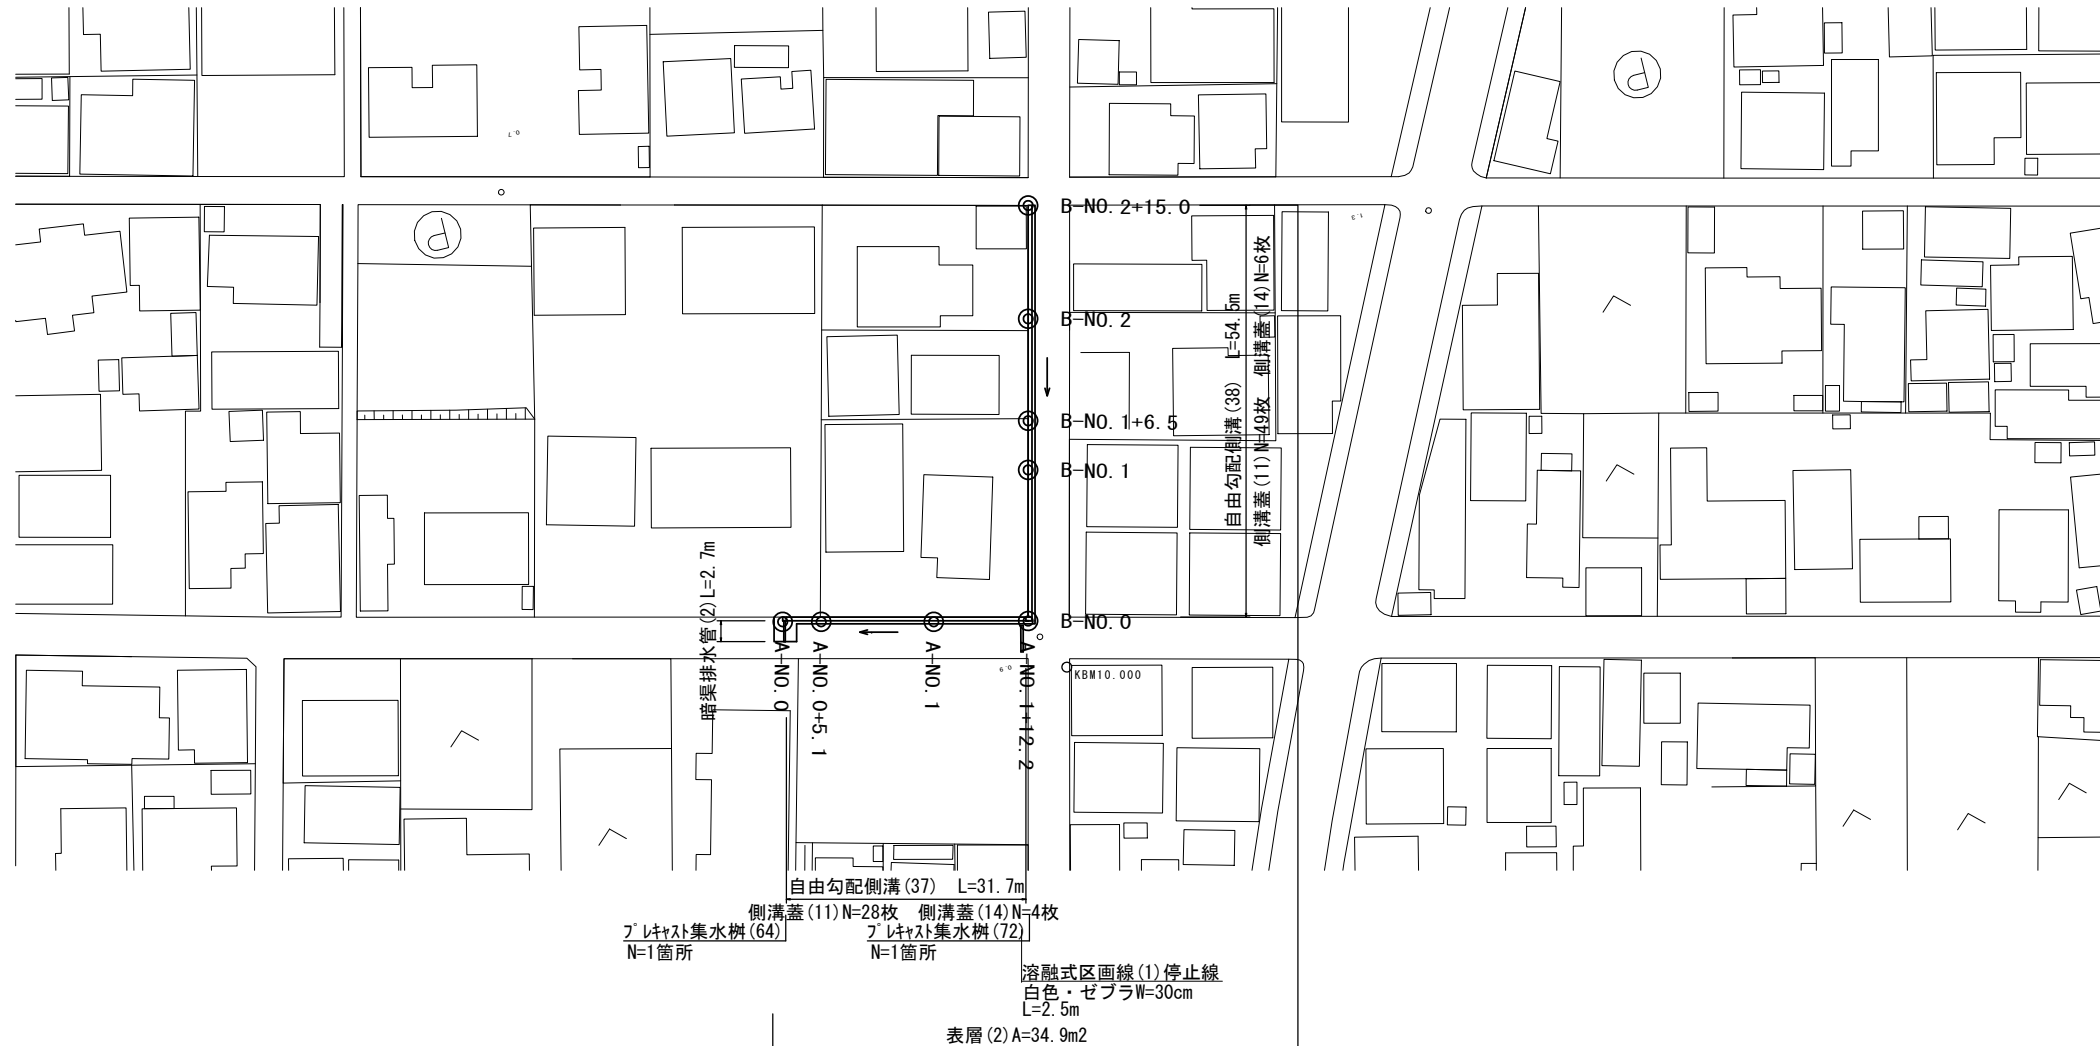 P
P
0.7
1.3
B-NO. 2+15.0
B-NO. 2
B-NO. 1+6.5
B-NO. 1
B-NO. 0
自由勾配側溝(38) L=54.5m
側溝蓋(11)N=49枚 側溝蓋(14)N=6枚
暗渠排水管(2)L=2.7m
A-NO. 0
A-NO. 0+5.1
A-NO. 1
A-NO. 1+12.2
0.9
KBM10.000
自由勾配側溝(37) L=31.7m
側溝蓋(11)N=28枚 側溝蓋(14)N=4枚
プレキャスト集水桝(64)
N=1箇所
プレキャスト集水桝(72)
N=1箇所
溶融式区画線(1)停止線
白色・ゼブラW=30cm
L=2.5m
表層(2)A=34.9m2